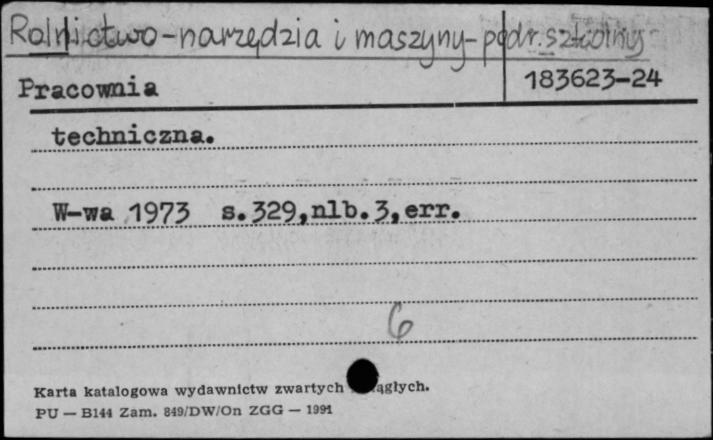 Rolnictwo-narzędzia i maszyny-podr. szkolny
183623-24
Pracownia
techniczna.
W-wa 1973 s.329,nlb.3,err.
6
Karta katalogowa wydawnictw zwartych ągłych.
PU — B144 Zam. 849/DW/On ZGG — 1991